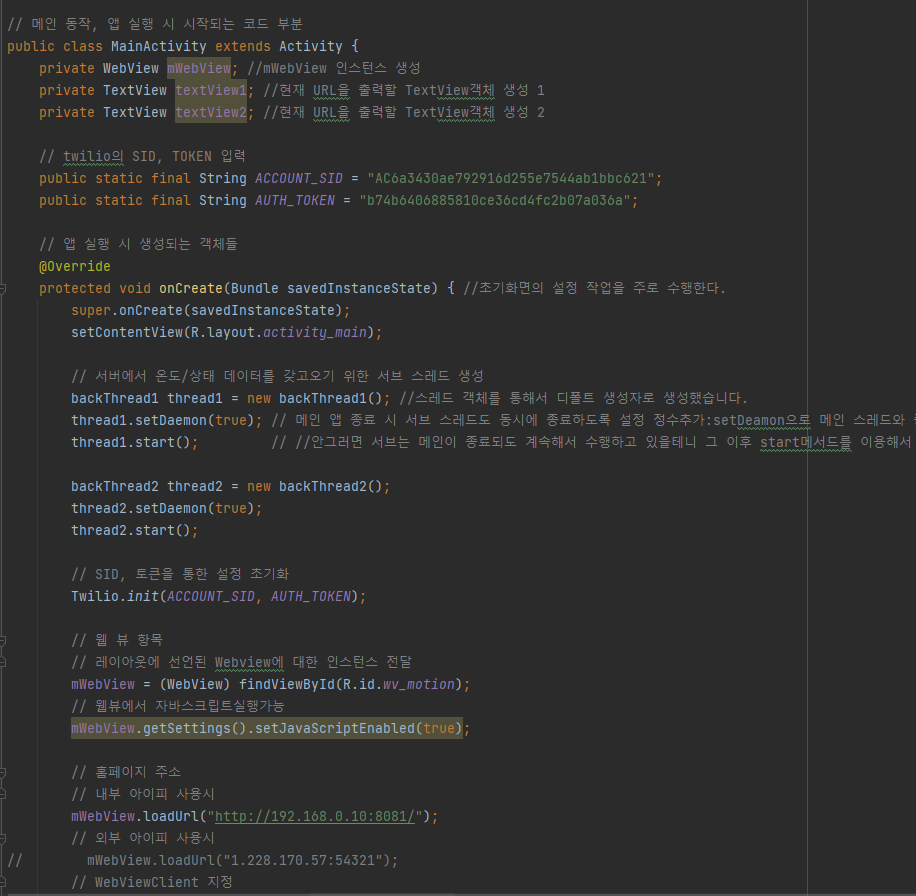 // 메인 동작, 앱 실행 시 시작되는 코드 부분
public class MainActivity extends Activity {
private WebView mWebView; //mWebView 인스턴스 생성
private TextView textView1; //현재 URL을 출력할 TextView객체 생성 1
private TextView textView2; //현재 URL을 출력할 TextView객체 생성 2
// twilio의 SID, TOKEN 입력
public static final String ACCOUNT_SID = "AC6a3430ae792916d255e7544ab1bbc621";
public static final String AUTH_TOKEN = "b74b6406885810ce36cd4fc2b07a036a";
// 앱 실행 시 생성되는 객체들
@Override
protected void onCreate(Bundle savedInstanceState) { //초기화면의 설정 작업을 주로 수행한다.
super.onCreate(savedInstanceState);
setContentView(R.layout.activity_main);
// 서버에서 온도/상태 데이터를 갖고오기 위한 서브 스레드 생성
backThread1 thread1 = new backThread1(); //스레드 객체를 통해서 디폴트 생성자로 생성했습니다.
thread1.setDaemon(true); // 메인 앱 종료 시 서브 스레드도 동시에 종료하도록 설정 정수추가:setDeamon으로 메인 스레드와
thread1.start(); // //안그러면 서브는 메인이 종료되도 계속해서 수행하고 있을테니 그 이후 start메서드를 이용해서
backThread2 thread2 = new backThread2();
thread2.setDaemon(true);
thread2.start();
// SID, 토큰을 통한 설정 초기화
Twilio.init(ACCOUNT_SID, AUTH_TOKEN);
// 웹 뷰 항목
// 레이아웃에 선언된 Webview에 대한 인스턴스 전달
mWebView = (WebView) findViewById(R.id.wv_motion);
// 웹뷰에서 자바스크립트실행가능
mWebView.getSettings().setJavaScriptEnabled(true);
// 홈페이지 주소
// 내부 아이피 사용시
mWebView.loadUrl("http://192.168.0.10:8081/");
// 외부 아이피 사용시
// mWebView.loadUrl("1.228.170.57:54321");
// WebViewClient 지정